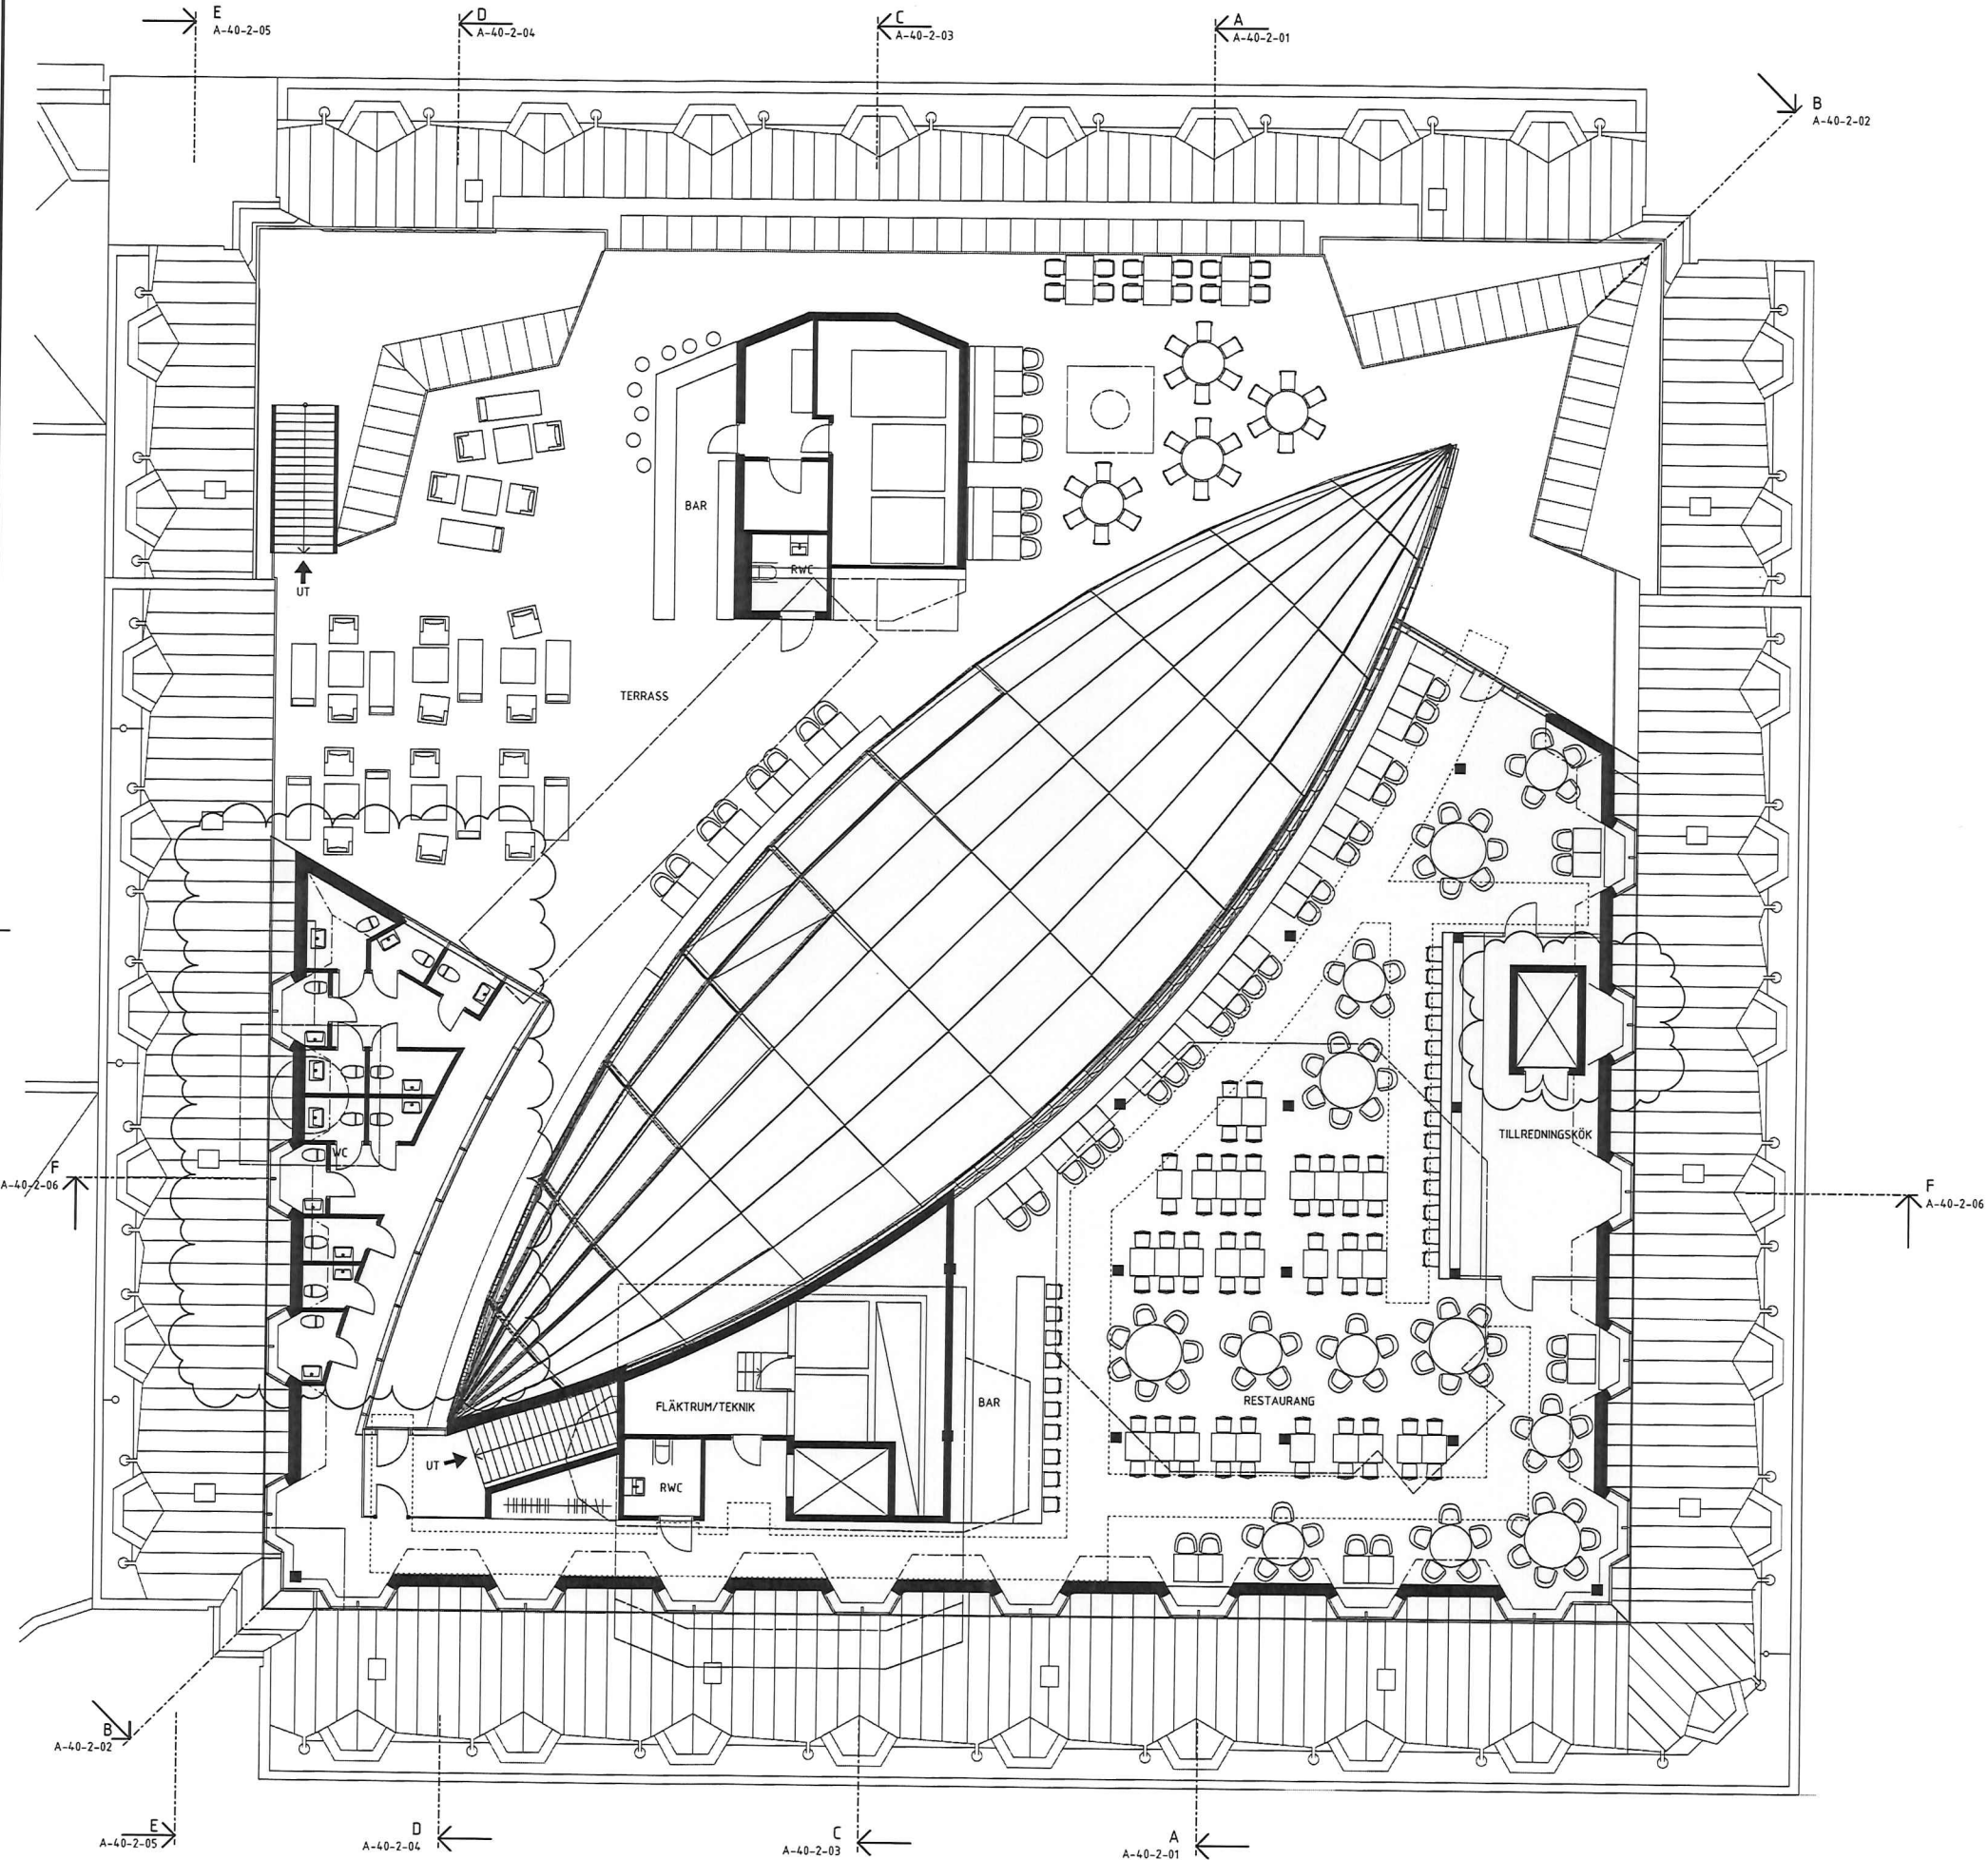 E
A-40-2-05
D
A-40-2-04
C
A-40-2-03
A
A-40-2-01
B
A-40-2-02
BAR
RWC
UT
TERRASS
TILLREDNINGSKÖK
WC
F
A-40-2-06
F
A-40-2-06
RESTAURANG
BAR
FLÄKTRUM/TEKNIK
UT
RWC
B
A-40-2-02
E
A-40-2-05
D
A-40-2-04
C
A-40-2-03
A
A-40-2-01